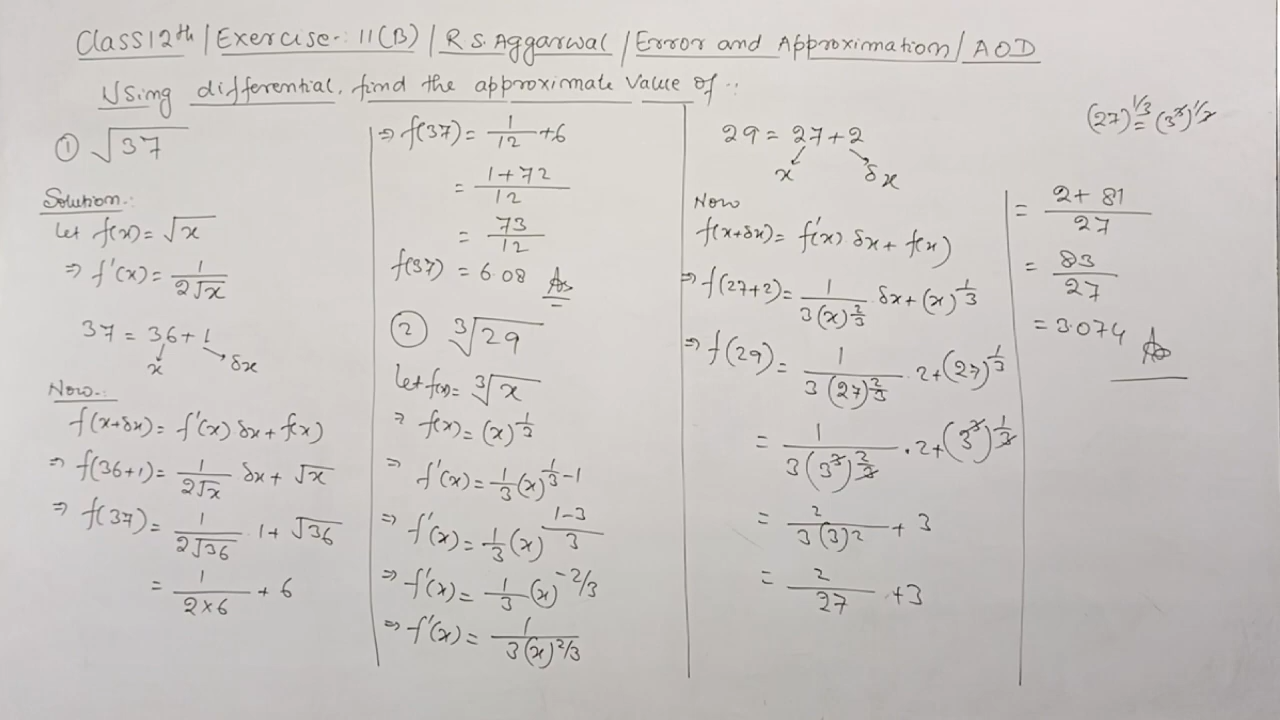 Class12th / Exercise-: 11(B) / R.S. Aggarwal / Error and Approximation / AOD
Using differential, find the approximate value of :
① √37
Solution-:
Let f(x) = √x
⇒ f'(x) = 1/(2√x)
37 = 36 + 1
x δx
Now-:
f(x+δx) = f'(x) δx + f(x)
⇒ f(36+1) = 1/(2√x) δx + √x
⇒ f(37) = 1/(2√36) · 1 + √36
= 1/(2×6) + 6
⇒ f(37) = 1/12 + 6
= (1+72)/12
= 73/12
f(37) = 6.08 Ans
② ∛29
Let f(x) = ∛x
⇒ f(x) = (x)^1/3
⇒ f'(x) = 1/3 (x)^(1/3 - 1)
⇒ f'(x) = 1/3 (x)^((1-3)/3)
⇒ f'(x) = 1/3 (x)^-2/3
⇒ f'(x) = 1/(3(x)^2/3)
29 = 27 + 2
x δx
Now
f(x+δx) = f'(x) δx + f(x)
⇒ f(27+2) = 1/(3(x)^2/3) δx + (x)^1/3
⇒ f(29) = 1/(3(27)^2/3) · 2 + (27)^1/3
= 1/(3(3^3)^2/3) · 2 + (3^3)^1/3
= 2/(3(3)^2) + 3
= 2/27 + 3
(27)^1/3 = (3^3)^1/3
= (2 + 81)/27
= 83/27
= 3.074 Ans